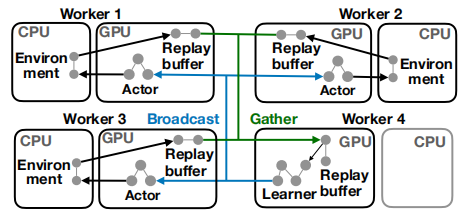 Worker 1
Worker 2
CPU
GPU
GPU
CPU
Environ
ment
Replay
buffer
Actor
Replay
buffer
Actor
Environ
ment
Worker 3
Broadcast
Gather
Worker 4
CPU
GPU
GPU
CPU
Environ
ment
Replay
buffer
Actor
Learner
Replay
buffer